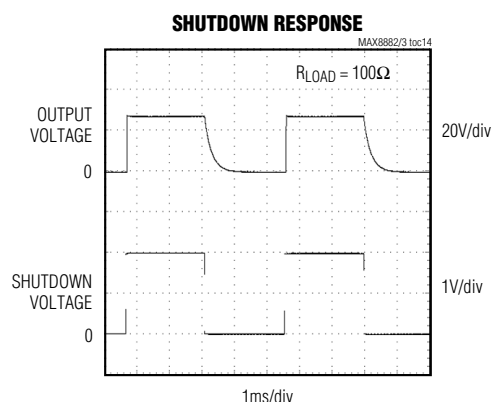 SHUTDOWN RESPONSE
MAX8882/3 toc14
RLOAD = 100Ω
OUTPUT
VOLTAGE
0
20V/div
SHUTDOWN
VOLTAGE
0
1V/div
1ms/div